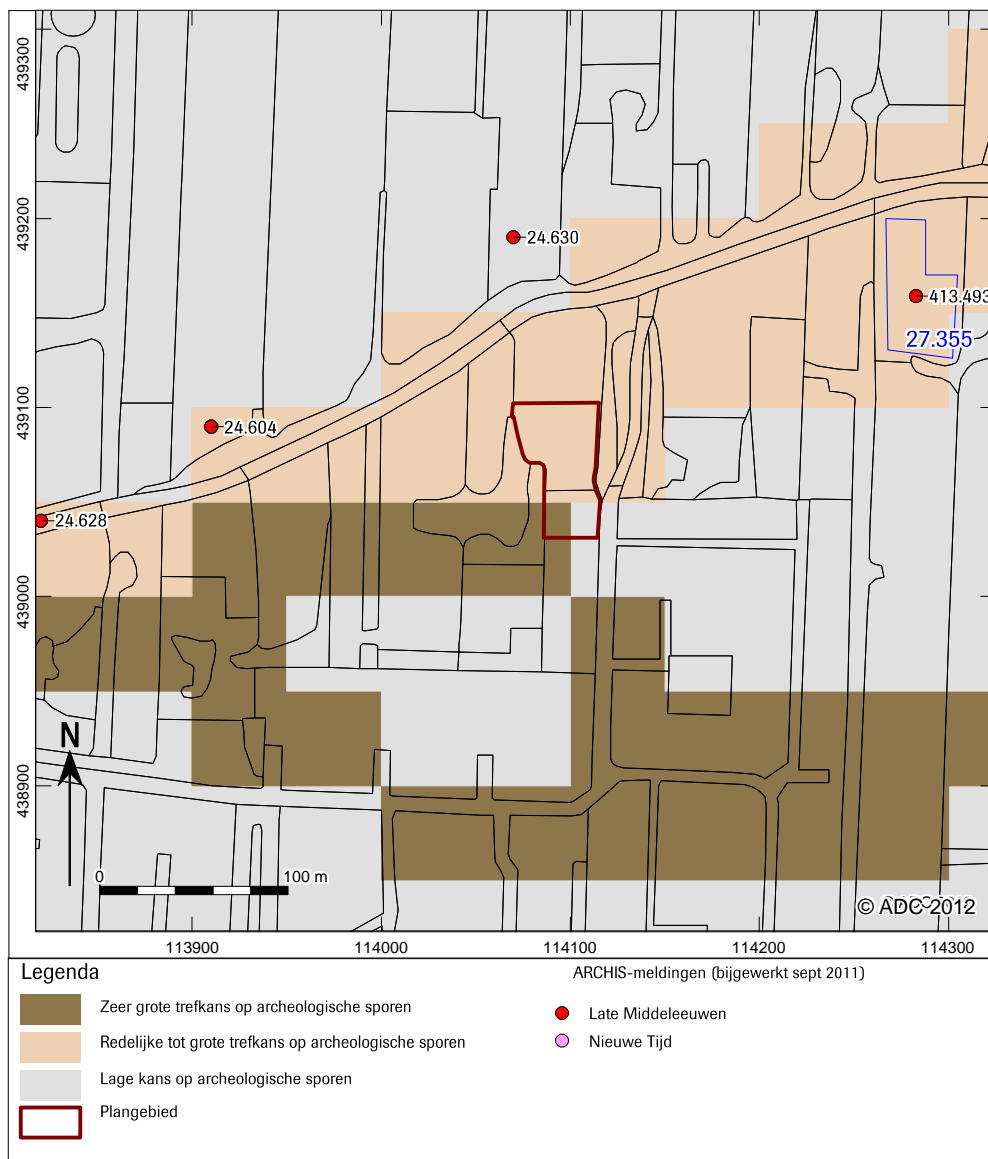 439300
439200
439100
439000
438900
24.630
413.493
27.355
24.604
24.628
N
0 100 m
© ADC 2012
113900 114000 114100 114200 114300
Legenda
Zeer grote trefkans op archeologische sporen
Redelijke tot grote trefkans op archeologische sporen
Lage kans op archeologische sporen
Plangebied
ARCHIS-meldingen (bijgewerkt sept 2011)
Late Middeleeuwen
Nieuwe Tijd